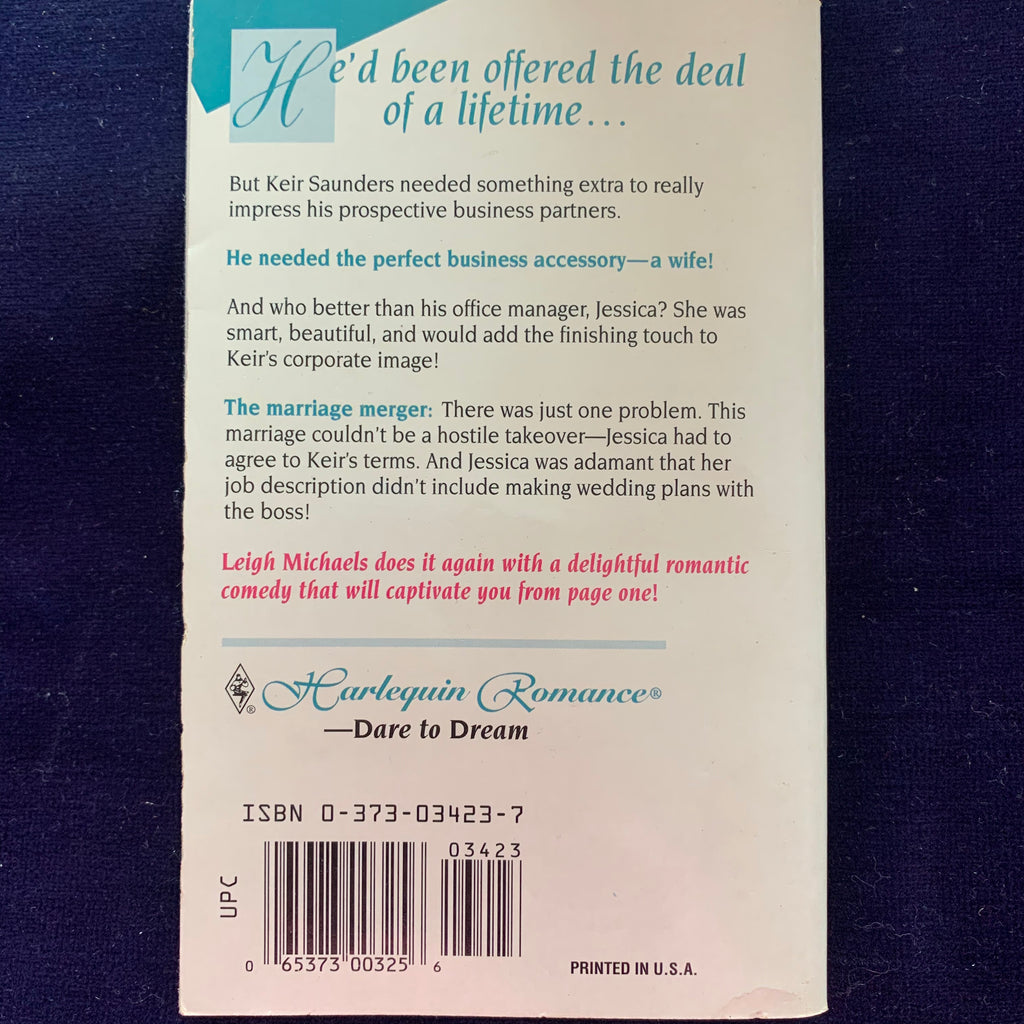 He'd been offered the deal
of a lifetime...
But Keir Saunders needed something extra to really
impress his prospective business partners.
He needed the perfect business accessory—a wife!
And who better than his office manager, Jessica? She was
smart, beautiful, and would add the finishing touch to
Keir's corporate image!
The marriage merger: There was just one problem. This
marriage couldn't be a hostile takeover—Jessica had to
agree to Keir's terms. And Jessica was adamant that her
job description didn't include making wedding plans with
the boss!
Leigh Michaels does it again with a delightful romantic
comedy that will captivate you from page one!
® Harlequin Romance®
—Dare to Dream
ISBN 0-373-03423-7
03423
UPC
0 65373 00325 6
PRINTED IN U.S.A.